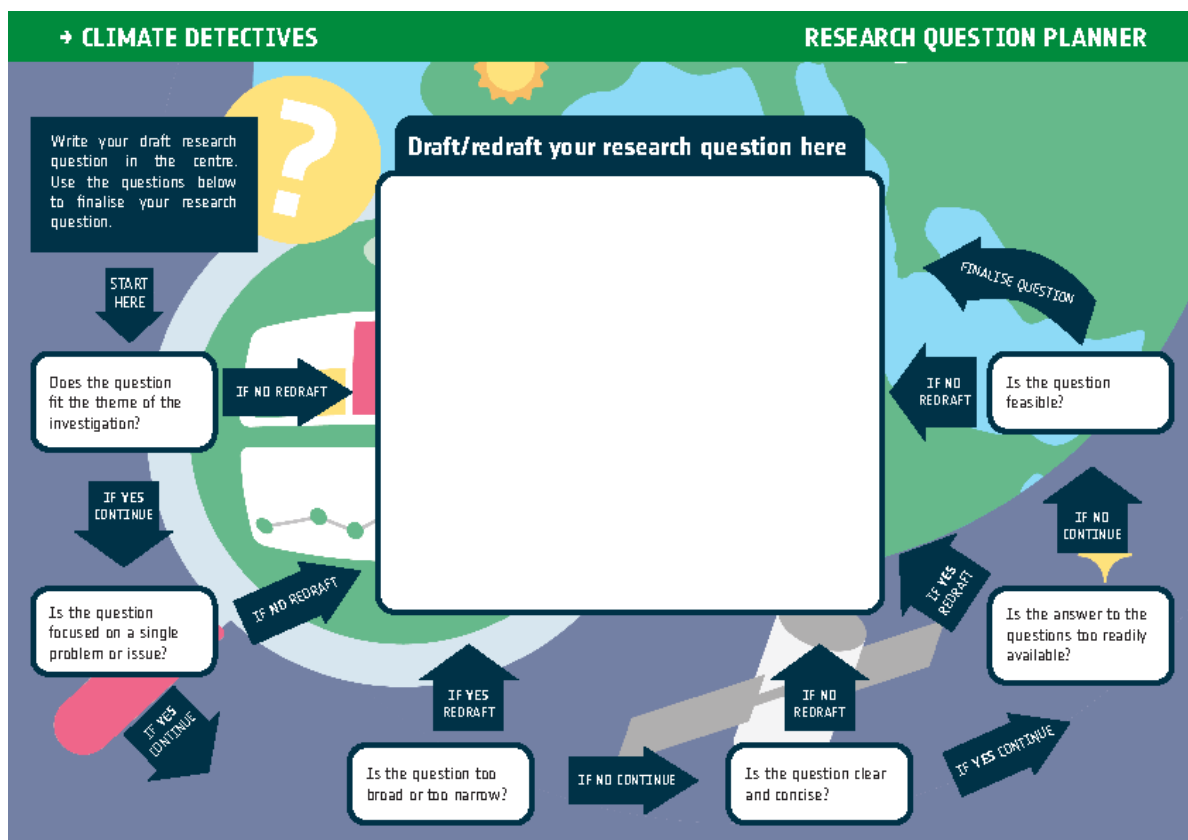 → CLIMATE DETECTIVES
RESEARCH QUESTION PLANNER
Write your draft research
question in the centre.
Use the questions below
to finalise your research
question.
Draft/redraft your research question here
START
HERE
Does the question
fit the theme of the
investigation?
IF NO REDRAFT
IF YES
CONTINUE
Is the question
focused on a single
problem or issue?
IF NO REDRAFT
IF YES
CONTINUE
Is the question too
broad or too narrow?
IF YES
REDRAFT
IF NO CONTINUE
Is the question clear
and concise?
IF NO
REDRAFT
IF YES CONTINUE
Is the answer to the
questions too readily
available?
IF YES
REDRAFT
IF NO
CONTINUE
Is the question
feasible?
IF NO
REDRAFT
FINALISE QUESTION